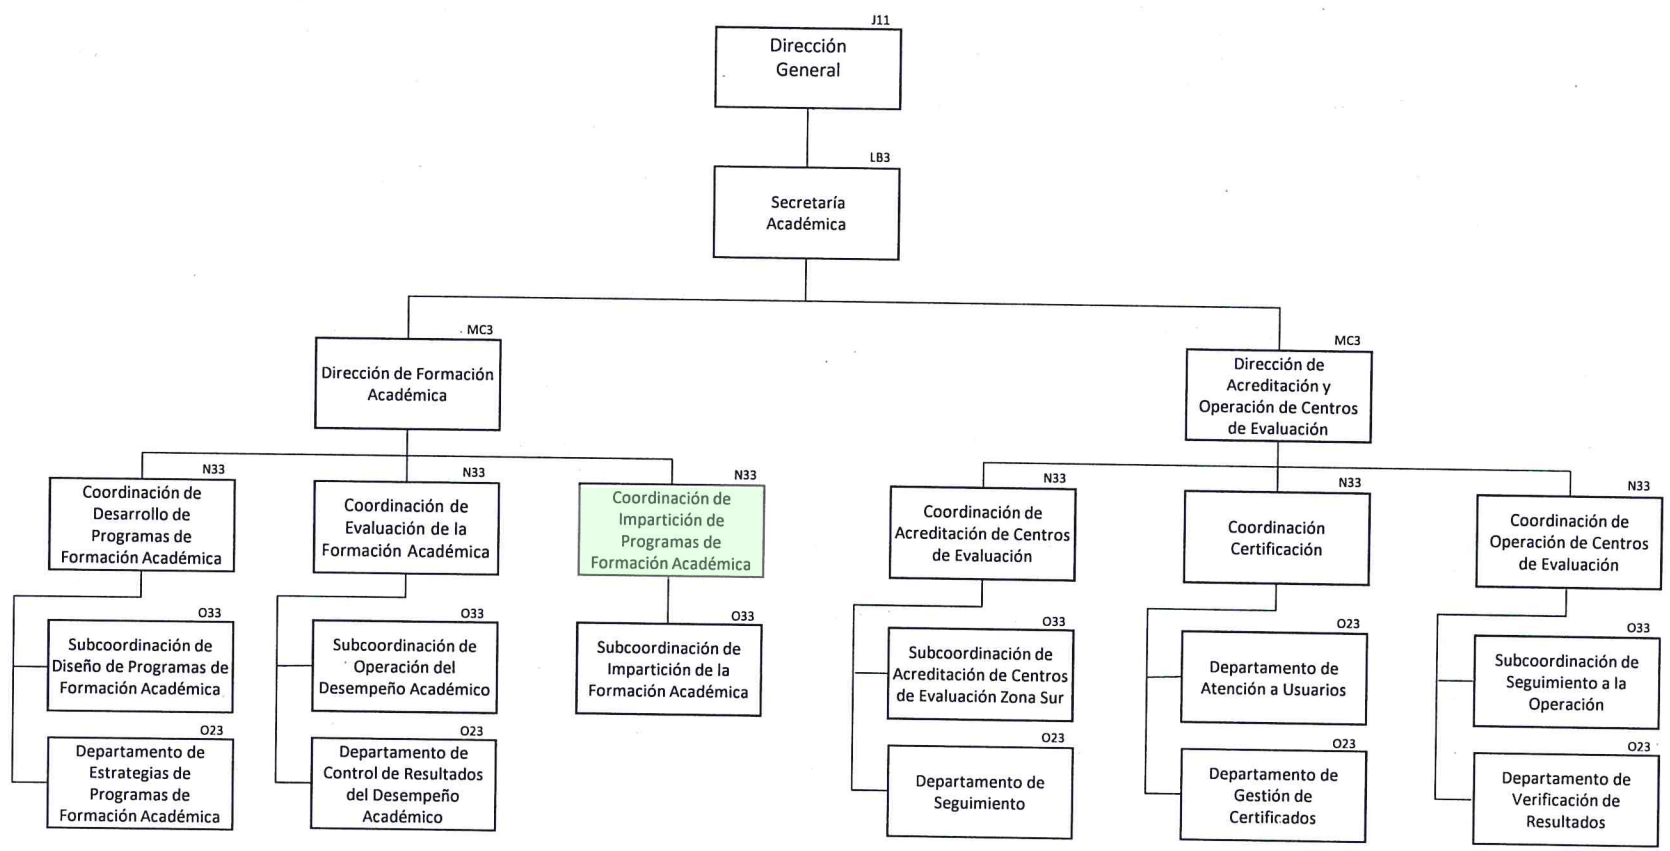 J11
Dirección
General
LB3
Secretaría
Académica
MC3
Dirección de Formación
Académica
MC3
Dirección de
Acreditación y
Operación de Centros
de Evaluación
N33
Coordinación de
Desarrollo de
Programas de
Formación Académica
N33
Coordinación de
Evaluación de la
Formación Académica
N33
Coordinación de
Impartición de
Programas de
Formación Académica
N33
Coordinación de
Acreditación de Centros
de Evaluación
N33
Coordinación
Certificación
N33
Coordinación de
Operación de Centros
de Evaluación
O33
Subcoordinación de
Diseño de Programas de
Formación Académica
O33
Subcoordinación de
Operación del
Desempeño Académico
O33
Subcoordinación de
Impartición de la
Formación Académica
O33
Subcoordinación de
Acreditación de Centros
de Evaluación Zona Sur
O23
Departamento de
Atención a Usuarios
O33
Subcoordinación de
Seguimiento a la
Operación
O23
Departamento de
Estrategias de
Programas de
Formación Académica
O23
Departamento de
Control de Resultados
del Desempeño
Académico
O23
Departamento de
Seguimiento
O23
Departamento de
Gestión de
Certificados
O23
Departamento de
Verificación de
Resultados